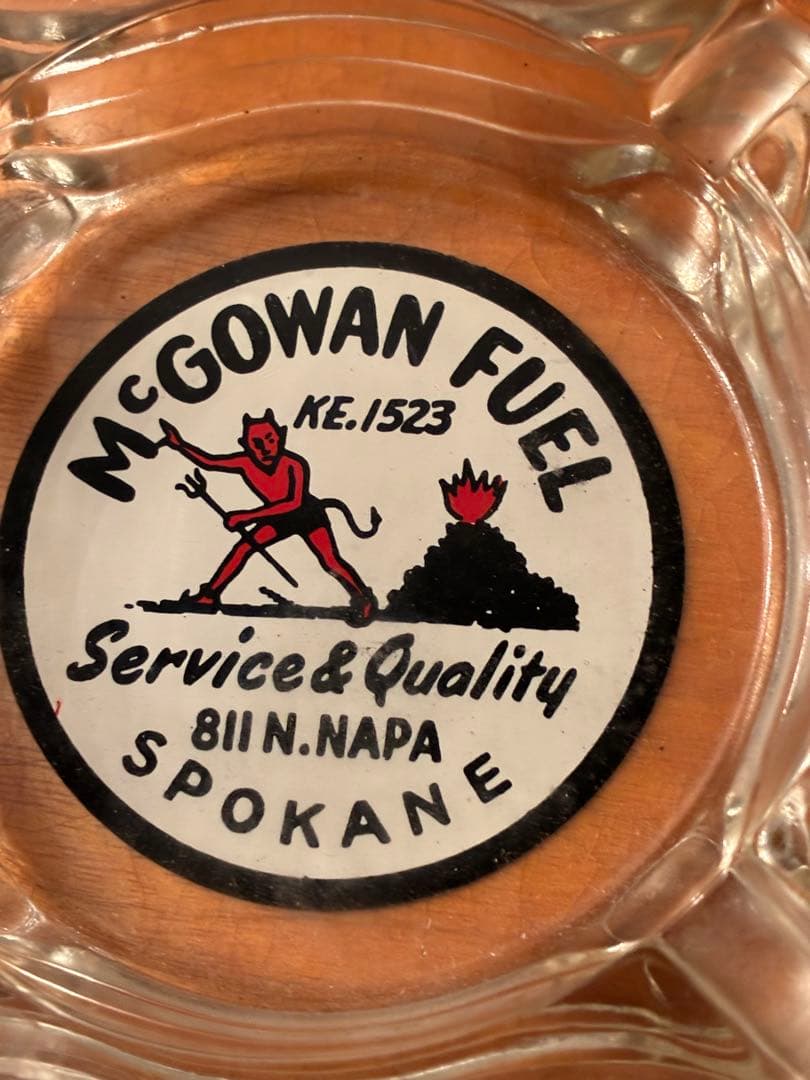 McGOWAN FUEL
KE.1523
Service & Quality
811 N. NAPA
SPOKANE